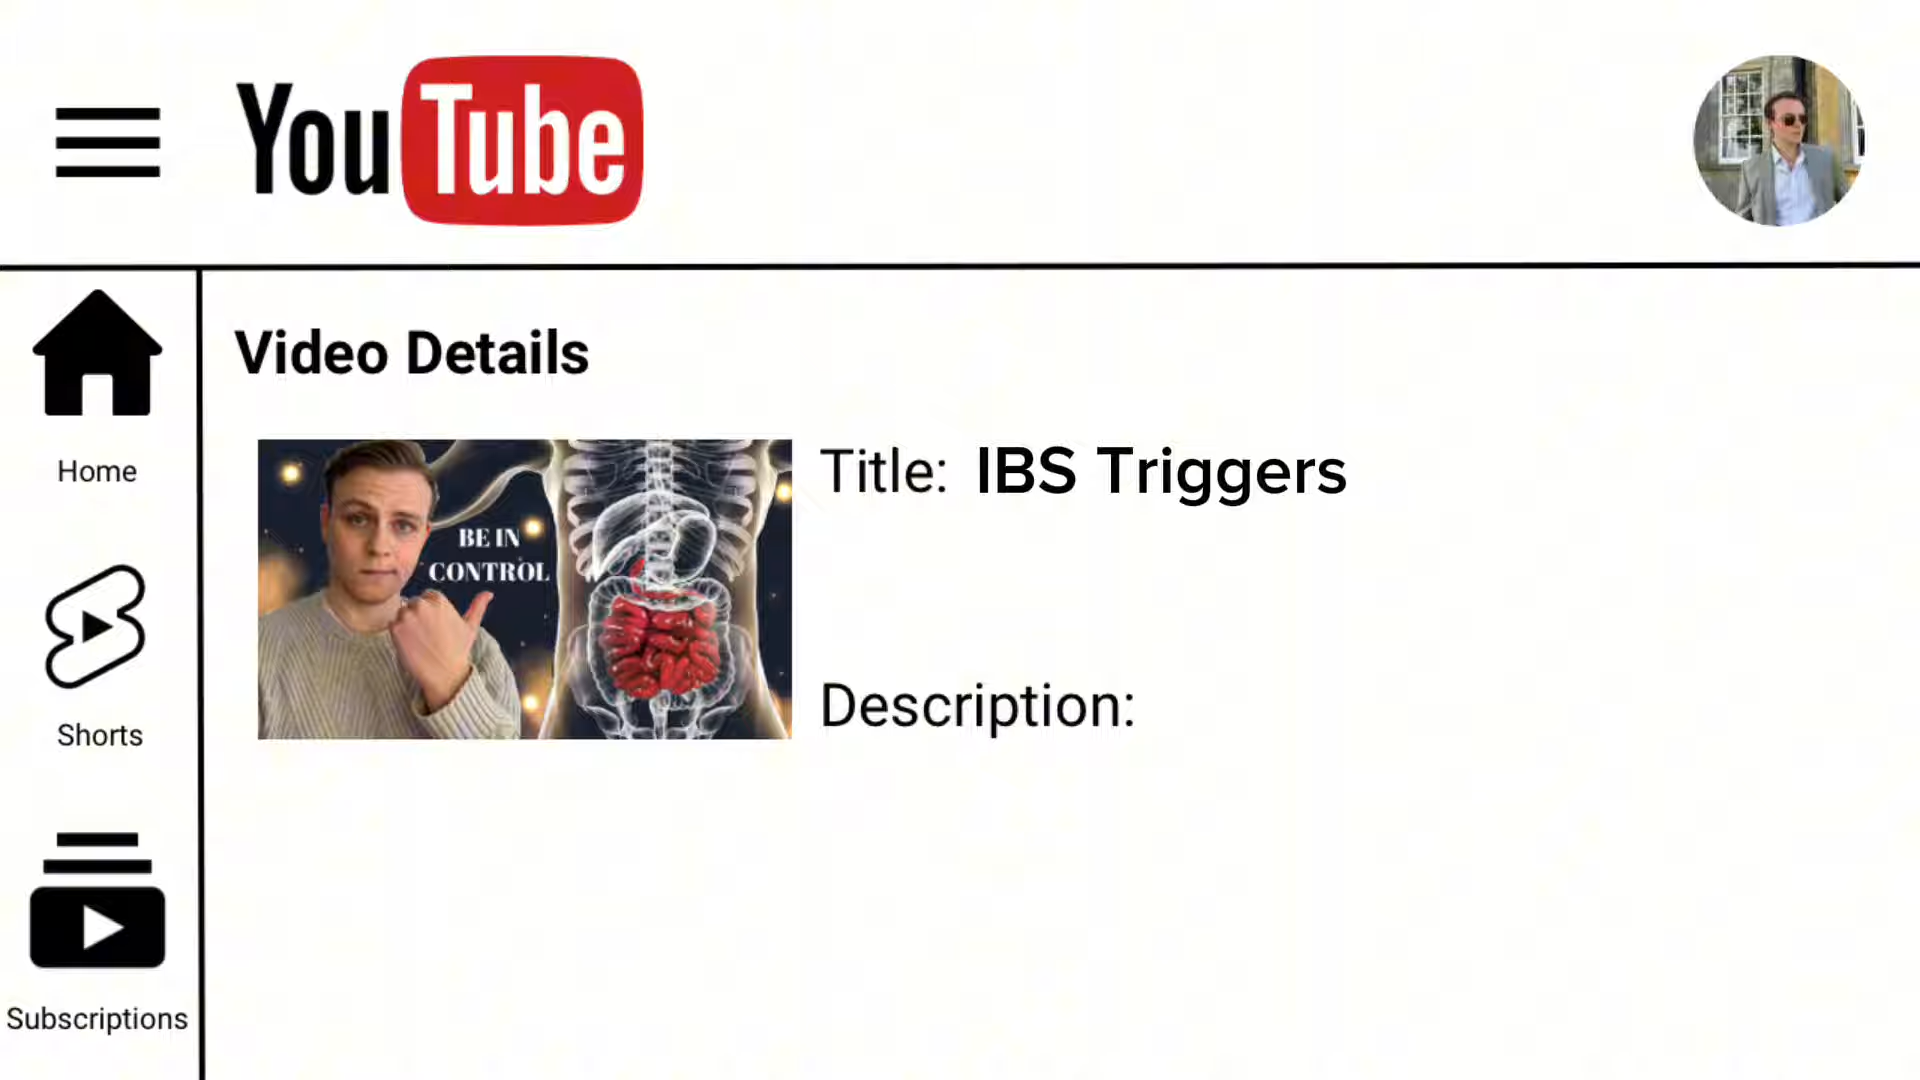 YouTube
Video Details
Home
Title: IBS Triggers
BE IN
CONTROL
Shorts
Description:
Subscriptions